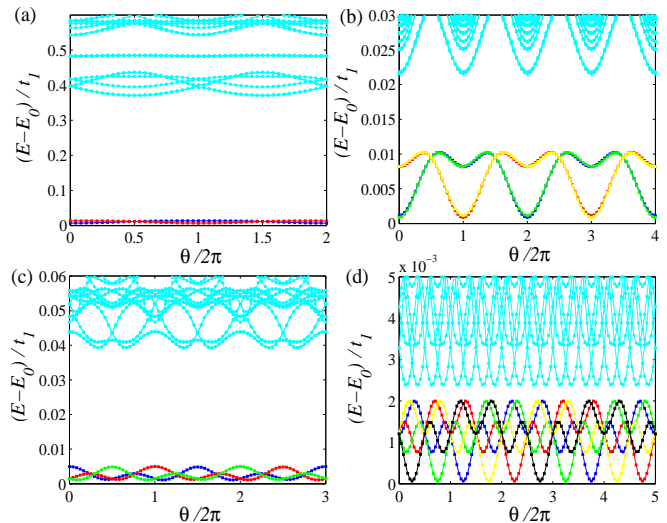 (a)
(E−E₀) / t₁
0.6
0.4
0.2
0.1
0
0 0.5 1 1.5 2
θ /2π
(b)
(E−E₀) / t₁
0.03
0.025
0.02
0.015
0.01
0.005
0
0 1 2 3 4
θ /2π
(c)
(E−E₀) / t₁
0.06
0.05
0.04
0.03
0.02
0.01
0
0 1 2 3
θ /2π
(d)
x 10⁻³
(E−E₀) / t₁
5
4
3
2
1
0
0 1 2 3 4 5
θ /2π